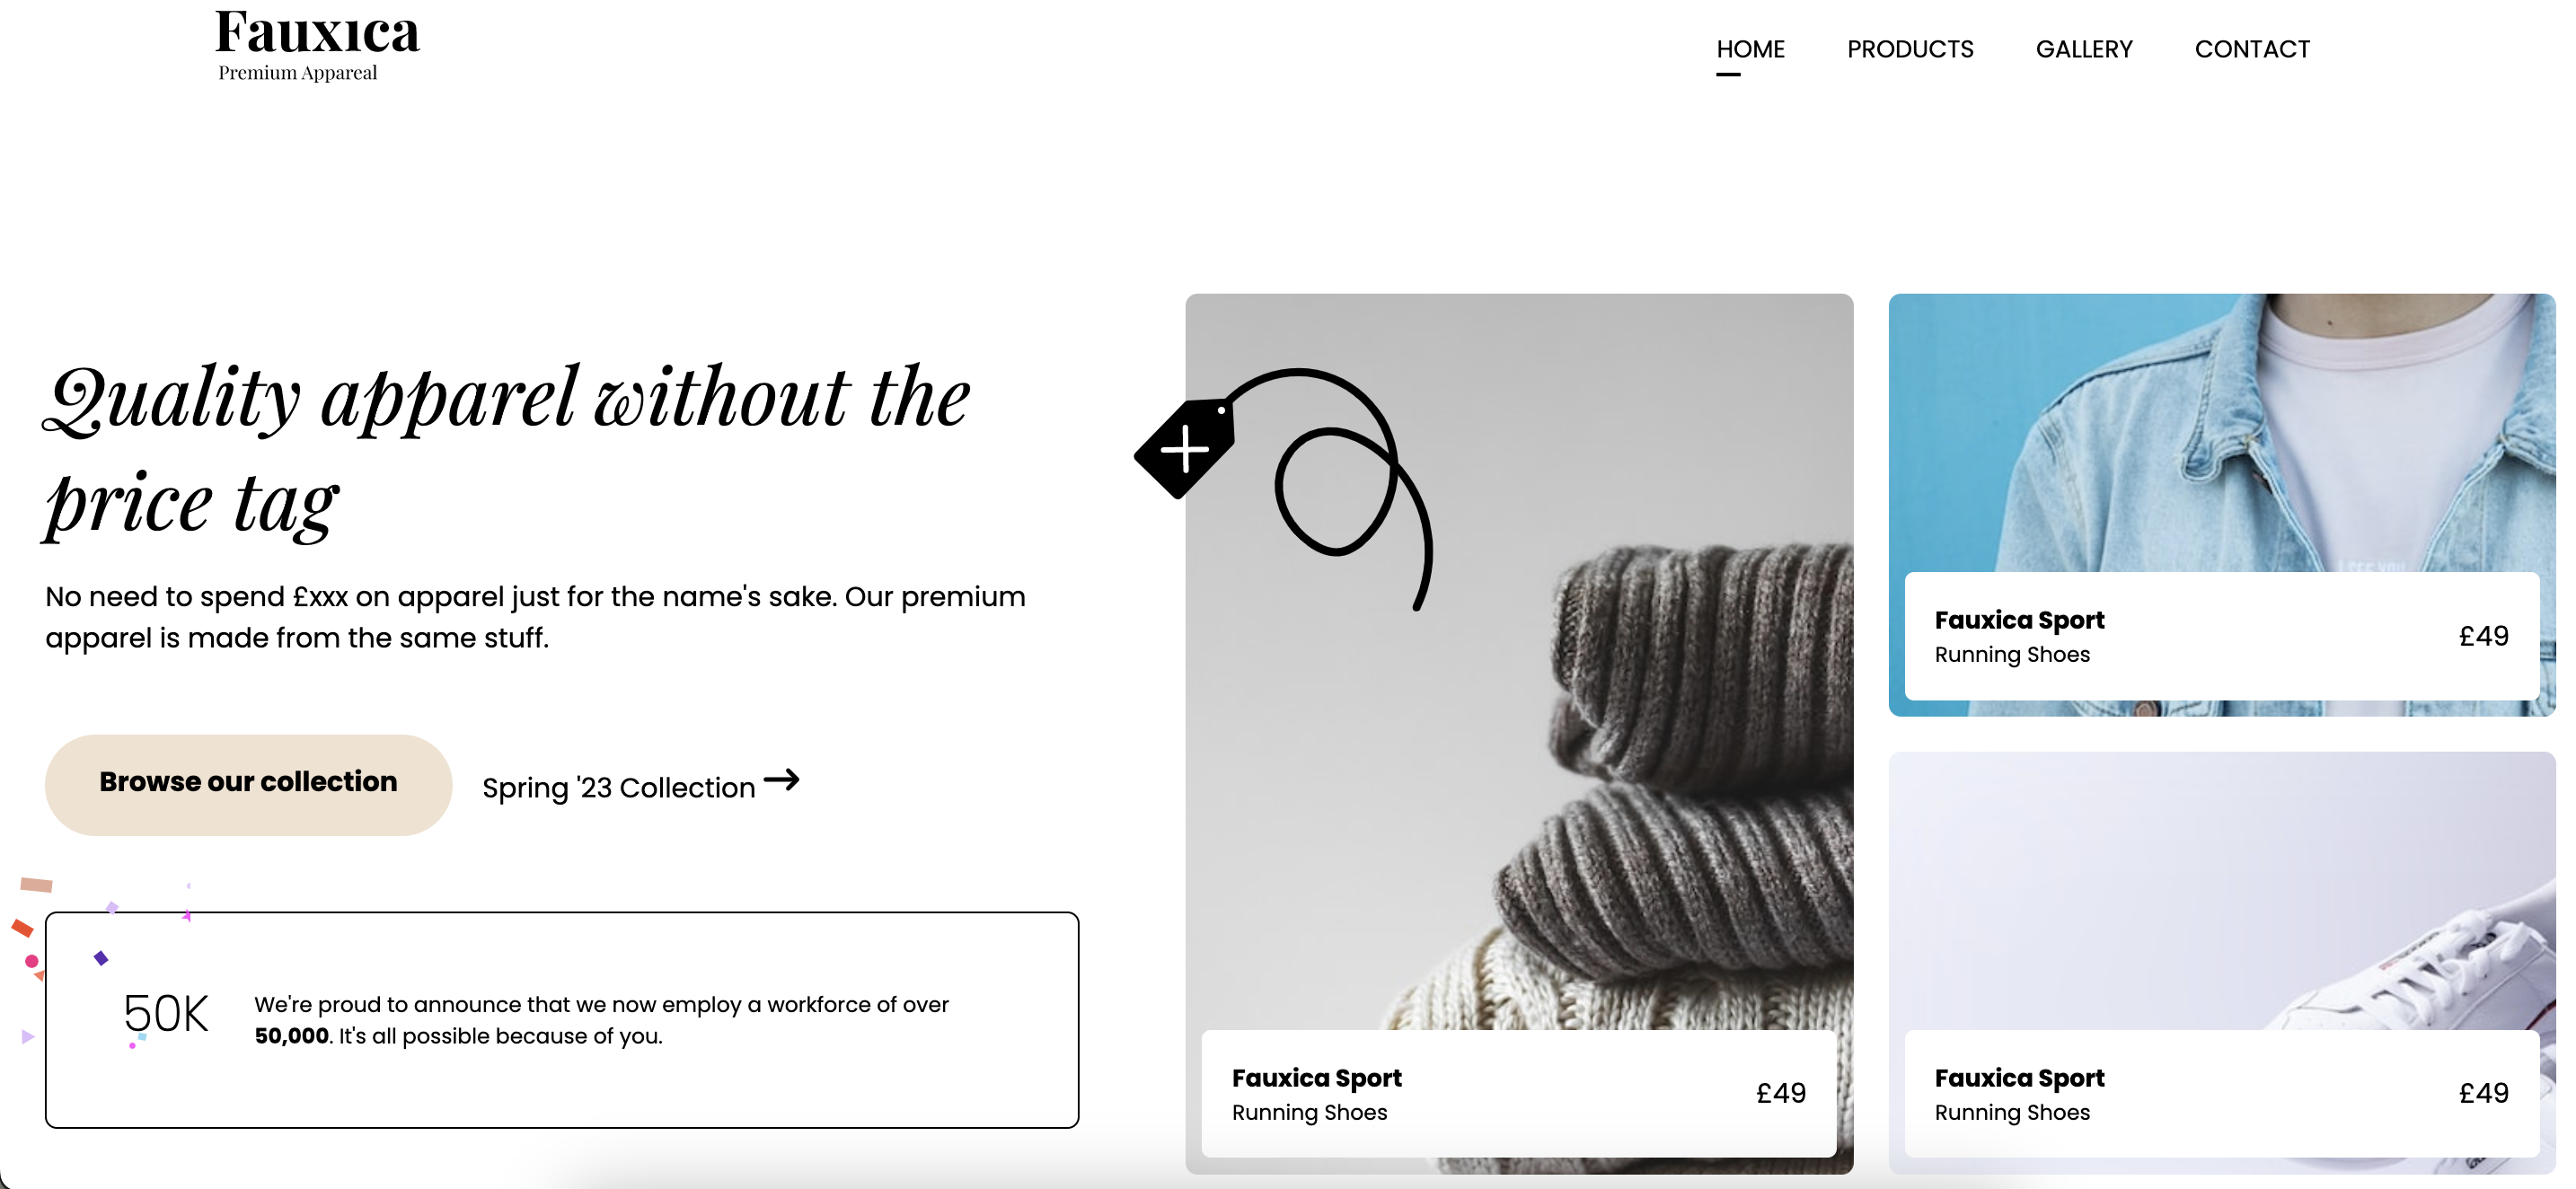 Fauxıca
Premium Appareal
HOME
PRODUCTS
GALLERY
CONTACT
Quality apparel without the
price tag
No need to spend £xxx on apparel just for the name's sake. Our premium
apparel is made from the same stuff.
Browse our collection
Spring '23 Collection
50K
We're proud to announce that we now employ a workforce of over
50,000. It's all possible because of you.
Fauxica Sport
Running Shoes
£49
I SEE YOU
Fauxica Sport
Running Shoes
£49
Fauxica Sport
Running Shoes
£49